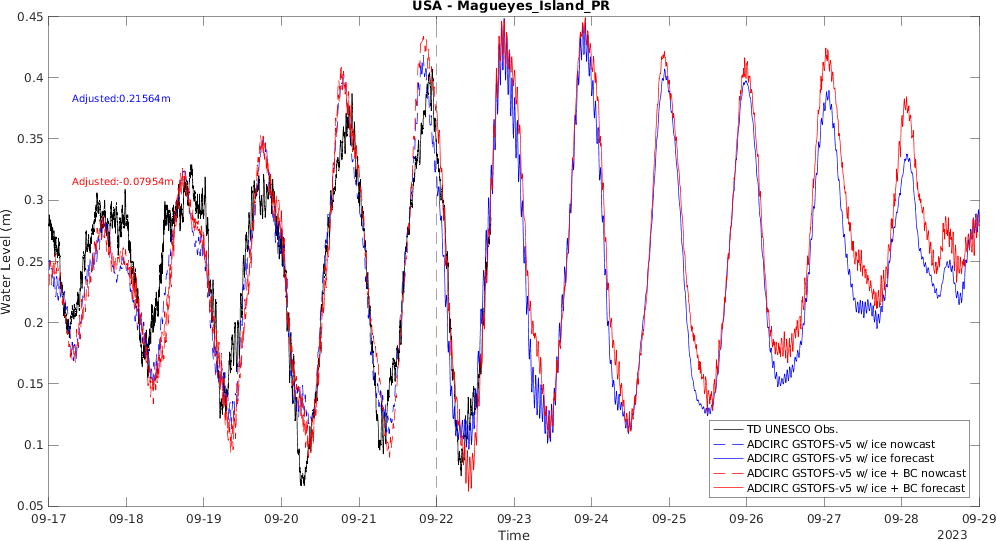 USA - Magueyes_Island_PR
0.45
0.4
0.35
0.3
0.25
0.2
0.15
0.1
0.05
Water Level (m)
Adjusted:0.21564m
Adjusted:-0.07954m
TD UNESCO Obs.
ADCIRC GSTOFS-v5 w/ ice nowcast
ADCIRC GSTOFS-v5 w/ ice forecast
ADCIRC GSTOFS-v5 w/ ice + BC nowcast
ADCIRC GSTOFS-v5 w/ ice + BC forecast
09-17 09-18 09-19 09-20 09-21 09-22 09-23 09-24 09-25 09-26 09-27 09-28 09-29
Time
2023